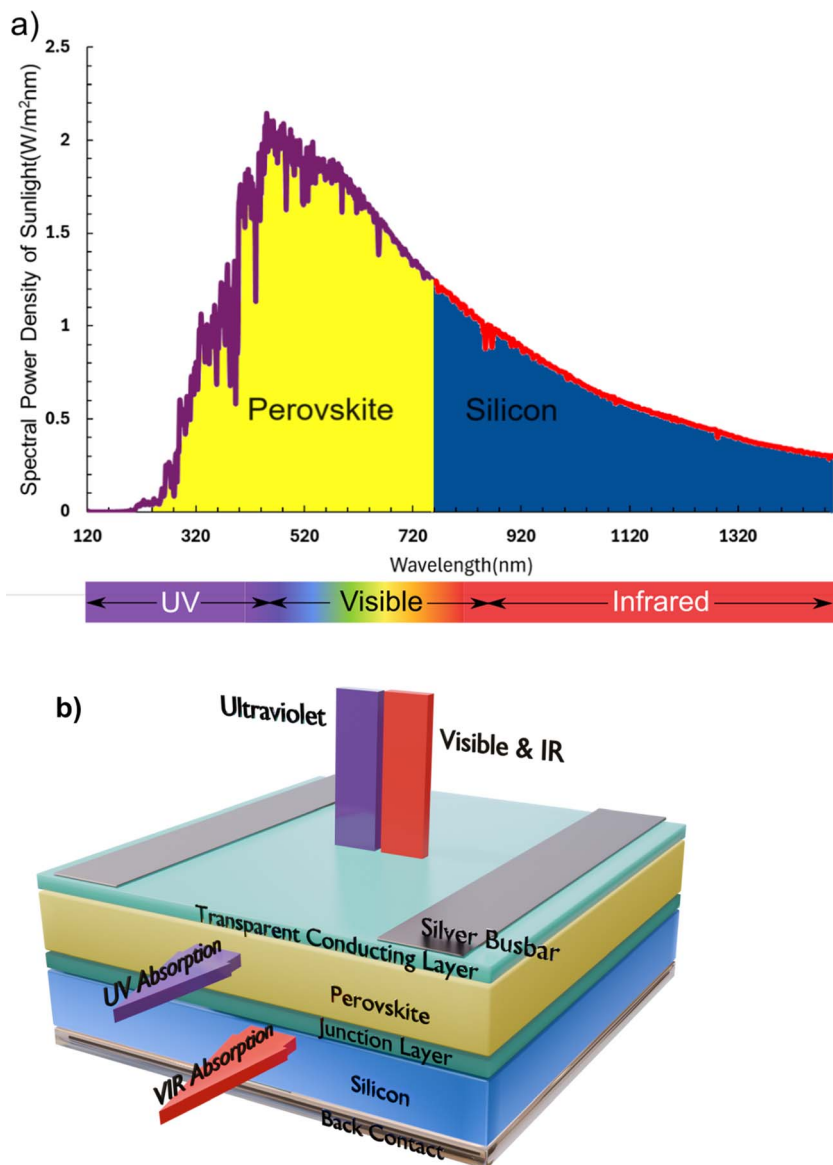 a)
Spectral Power Density of Sunlight(W/m²nm)
2.5
2
1.5
1
0.5
0
Perovskite
Silicon
120 320 520 720 920 1120 1320
Wavelength(nm)
UV Visible Infrared
b)
Ultraviolet
Visible & IR
Transparent Conducting Layer
Silver Busbar
UV Absorption
Perovskite
Junction Layer
VIR Absorption
Silicon
Back Contact